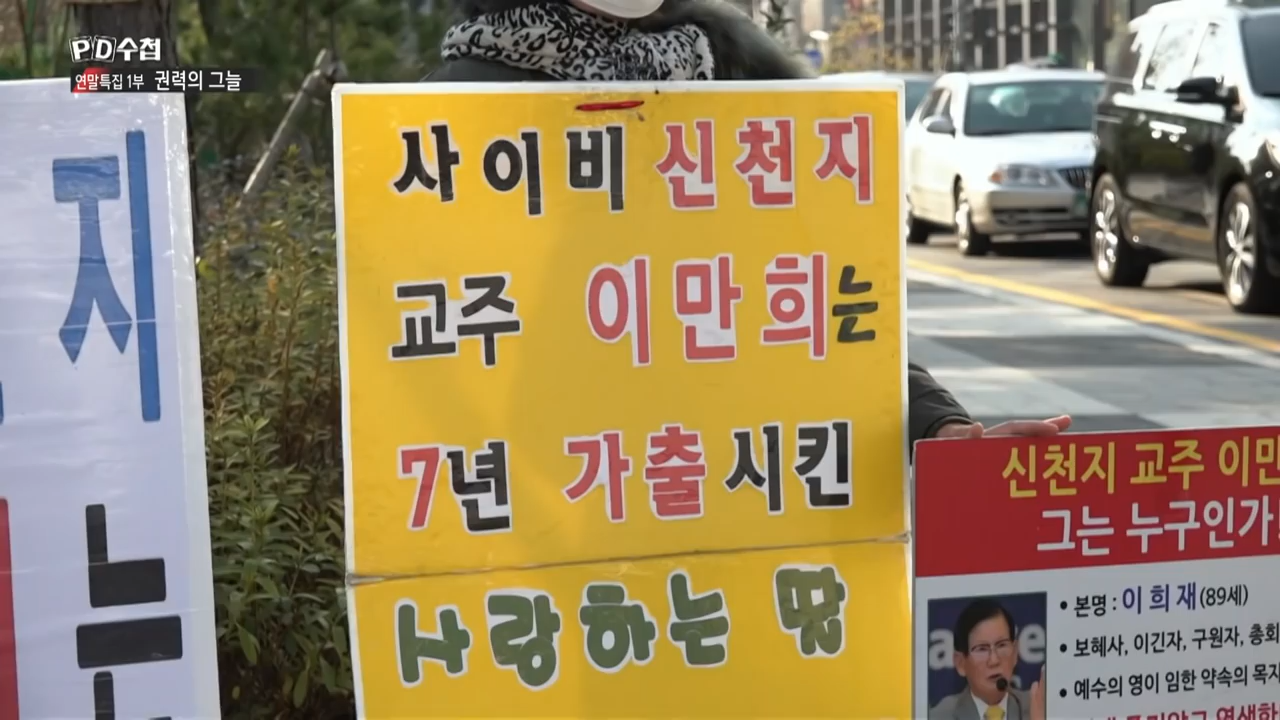 PD수첩
연말특집 1부 권력의 그늘
지
는
사이비 신천지
교주 이만희는
7년 가출시킨
사랑하는 딸
신천지 교주 이만
그는 누구인가
• 본명 : 이희재(89세)
• 보혜사, 이긴자, 구원자, 총회
• 예수의 영이 임한 약속의 목자